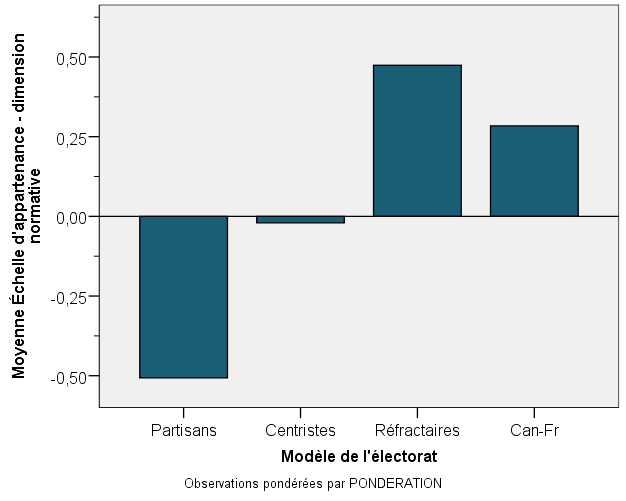 Moyenne Échelle d'appartenance - dimension
normative
0,50
0,25
0,00
-0,25
-0,50
Partisans Centristes Réfractaires Can-Fr
Modèle de l'électorat
Observations pondérées par PONDERATION